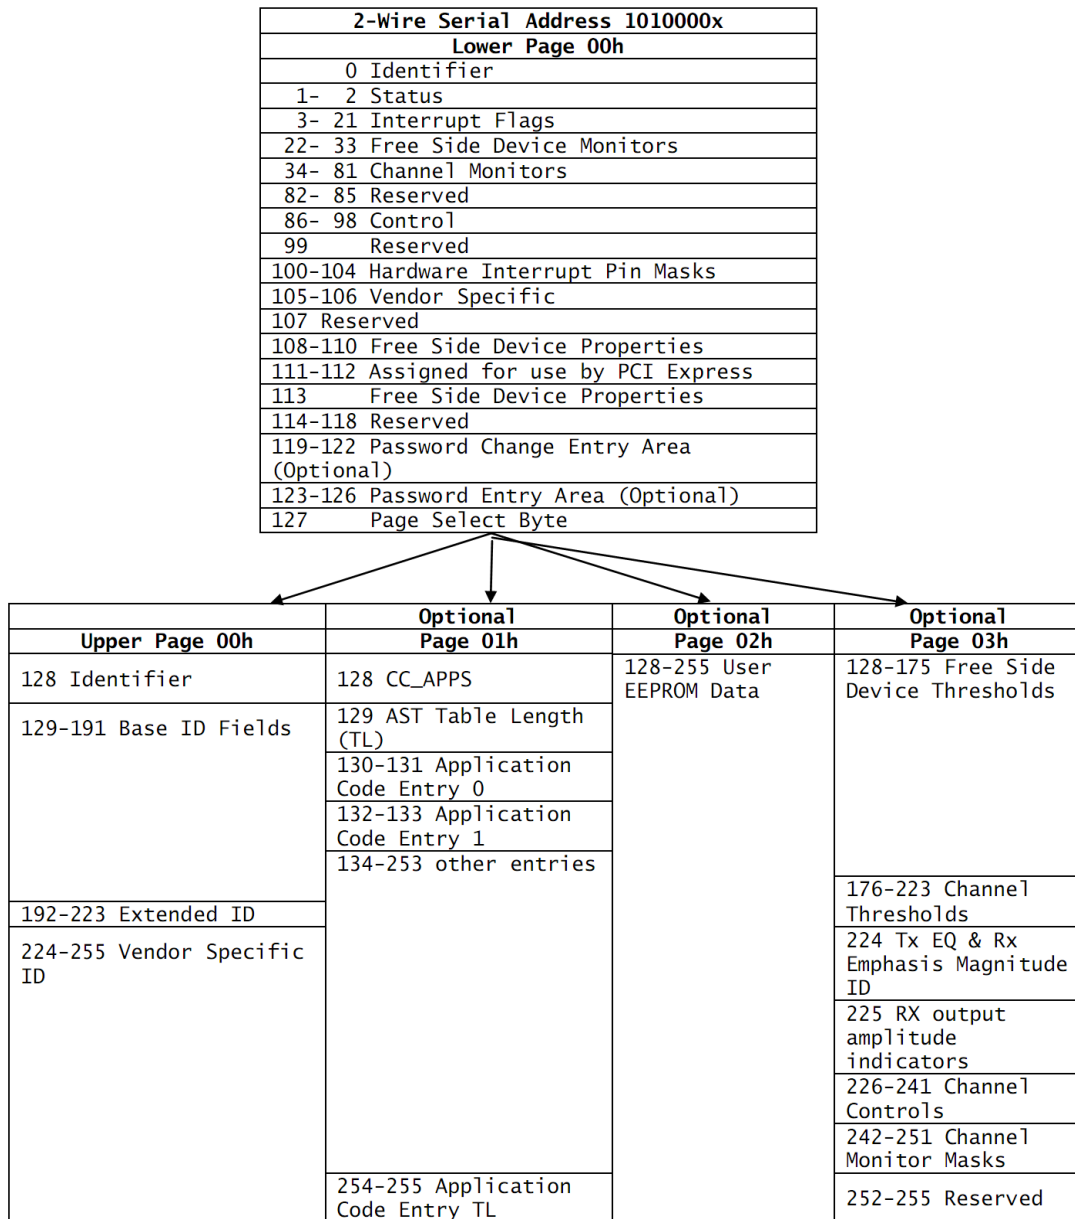 2-Wire Serial Address 1010000x
Lower Page 00h
0 Identifier
1- 2 Status
3- 21 Interrupt Flags
22- 33 Free Side Device Monitors
34- 81 Channel Monitors
82- 85 Reserved
86- 98 Control
99 Reserved
100-104 Hardware Interrupt Pin Masks
105-106 Vendor Specific
107 Reserved
108-110 Free Side Device Properties
111-112 Assigned for use by PCI Express
113 Free Side Device Properties
114-118 Reserved
119-122 Password Change Entry Area
(Optional)
123-126 Password Entry Area (Optional)
127 Page Select Byte
Upper Page 00h
128 Identifier
129-191 Base ID Fields
192-223 Extended ID
224-255 Vendor Specific
ID
Optional
Page 01h
128 CC_APPS
129 AST Table Length
(TL)
130-131 Application
Code Entry 0
132-133 Application
Code Entry 1
134-253 other entries
254-255 Application
Code Entry TL
Optional
Page 02h
128-255 User
EEPROM Data
Optional
Page 03h
128-175 Free Side
Device Thresholds
176-223 Channel
Thresholds
224 Tx EQ & Rx
Emphasis Magnitude
ID
225 RX output
amplitude
indicators
226-241 Channel
Controls
242-251 Channel
Monitor Masks
252-255 Reserved